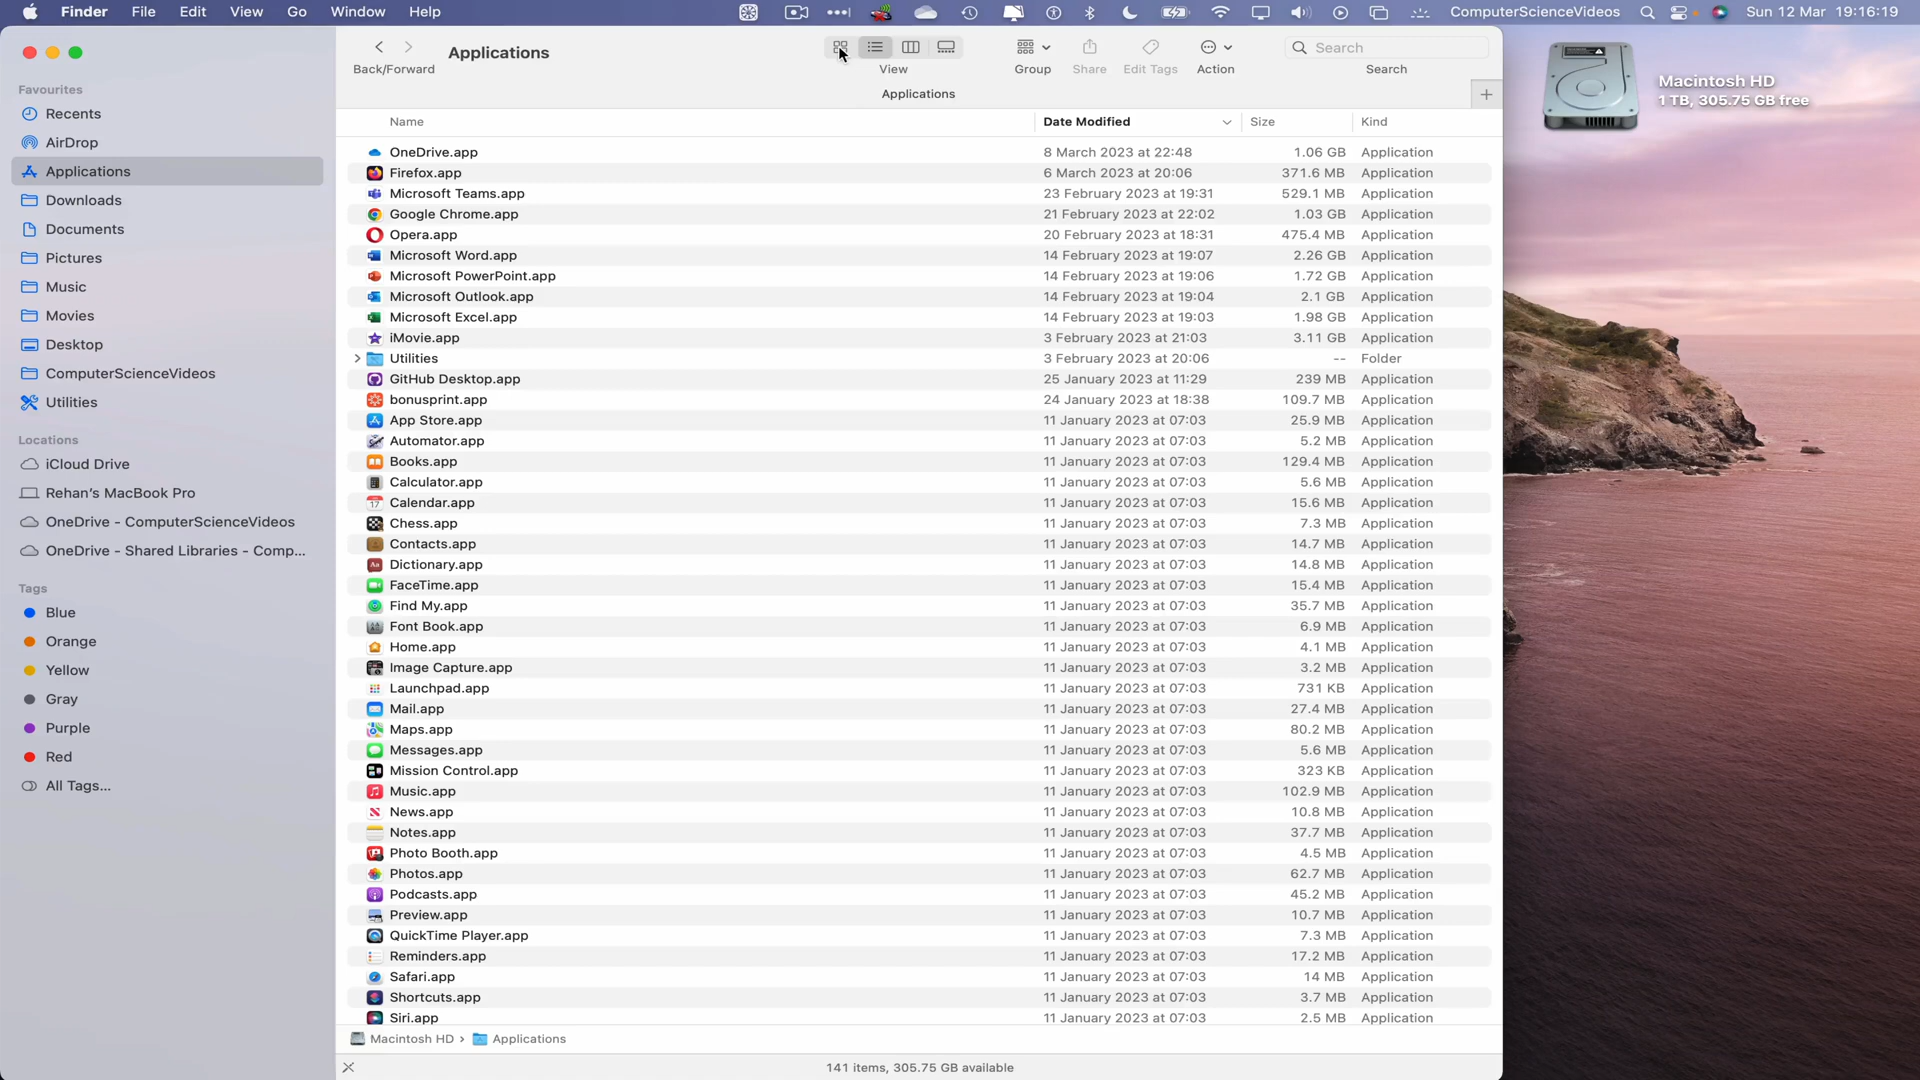 Finder File Edit View Go Window Help ComputerScienceVideos Sun 12 Mar 19:16:19
Back/Forward
Applications
View
Group
Share
Edit Tags
Action
Search
Search
Applications
Favourites
Recents
AirDrop
Applications
Downloads
Documents
Pictures
Music
Movies
Desktop
ComputerScienceVideos
Utilities
Locations
iCloud Drive
Rehan's MacBook Pro
OneDrive - ComputerScienceVideos
OneDrive - Shared Libraries - Comp...
Tags
Blue
Orange
Yellow
Gray
Purple
Red
All Tags...
Name Date Modified Size Kind
OneDrive.app 8 March 2023 at 22:48 1.06 GB Application
Firefox.app 6 March 2023 at 20:06 371.6 MB Application
Microsoft Teams.app 23 February 2023 at 19:31 529.1 MB Application
Google Chrome.app 21 February 2023 at 22:02 1.03 GB Application
Opera.app 20 February 2023 at 18:31 475.4 MB Application
Microsoft Word.app 14 February 2023 at 19:07 2.26 GB Application
Microsoft PowerPoint.app 14 February 2023 at 19:06 1.72 GB Application
Microsoft Outlook.app 14 February 2023 at 19:04 2.1 GB Application
Microsoft Excel.app 14 February 2023 at 19:03 1.98 GB Application
iMovie.app 3 February 2023 at 21:03 3.11 GB Application
Utilities 3 February 2023 at 20:06 -- Folder
GitHub Desktop.app 25 January 2023 at 11:29 239 MB Application
bonusprint.app 24 January 2023 at 18:38 109.7 MB Application
App Store.app 11 January 2023 at 07:03 25.9 MB Application
Automator.app 11 January 2023 at 07:03 5.2 MB Application
Books.app 11 January 2023 at 07:03 129.4 MB Application
Calculator.app 11 January 2023 at 07:03 5.6 MB Application
Calendar.app 11 January 2023 at 07:03 15.6 MB Application
Chess.app 11 January 2023 at 07:03 7.3 MB Application
Contacts.app 11 January 2023 at 07:03 14.7 MB Application
Dictionary.app 11 January 2023 at 07:03 14.8 MB Application
FaceTime.app 11 January 2023 at 07:03 15.4 MB Application
Find My.app 11 January 2023 at 07:03 35.7 MB Application
Font Book.app 11 January 2023 at 07:03 6.9 MB Application
Home.app 11 January 2023 at 07:03 4.1 MB Application
Image Capture.app 11 January 2023 at 07:03 3.2 MB Application
Launchpad.app 11 January 2023 at 07:03 731 KB Application
Mail.app 11 January 2023 at 07:03 27.4 MB Application
Maps.app 11 January 2023 at 07:03 80.2 MB Application
Messages.app 11 January 2023 at 07:03 5.6 MB Application
Mission Control.app 11 January 2023 at 07:03 323 KB Application
Music.app 11 January 2023 at 07:03 102.9 MB Application
News.app 11 January 2023 at 07:03 10.8 MB Application
Notes.app 11 January 2023 at 07:03 37.7 MB Application
Photo Booth.app 11 January 2023 at 07:03 4.5 MB Application
Photos.app 11 January 2023 at 07:03 62.7 MB Application
Podcasts.app 11 January 2023 at 07:03 45.2 MB Application
Preview.app 11 January 2023 at 07:03 10.7 MB Application
QuickTime Player.app 11 January 2023 at 07:03 7.3 MB Application
Reminders.app 11 January 2023 at 07:03 17.2 MB Application
Safari.app 11 January 2023 at 07:03 14 MB Application
Shortcuts.app 11 January 2023 at 07:03 3.7 MB Application
Siri.app 11 January 2023 at 07:03 2.5 MB Application
Macintosh HD › Applications
141 items, 305.75 GB available
Macintosh HD
1 TB, 305.75 GB free